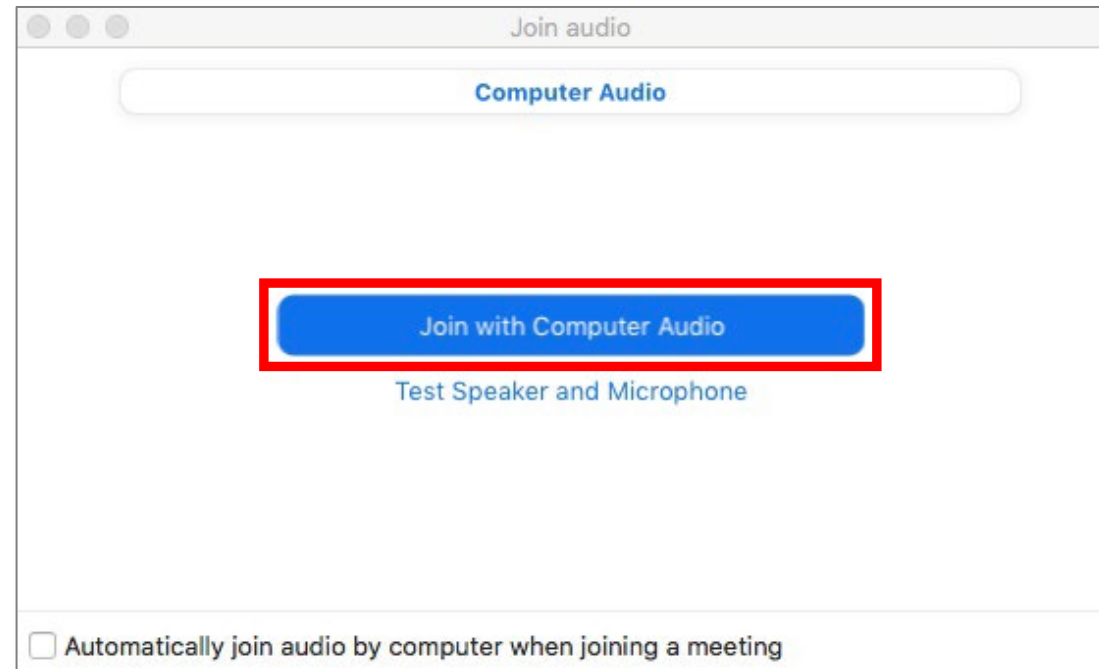 Join audio
Computer Audio
Join with Computer Audio
Test Speaker and Microphone
Automatically join audio by computer when joining a meeting